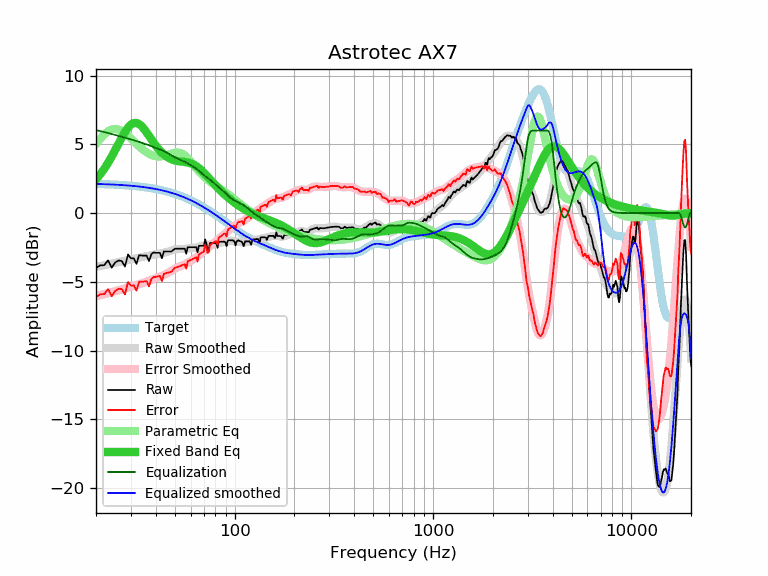 Astrotec AX7
Amplitude (dBr)
10
5
0
−5
−10
−15
−20
Target
Raw Smoothed
Error Smoothed
Raw
Error
Parametric Eq
Fixed Band Eq
Equalization
Equalized smoothed
100
1000
10000
Frequency (Hz)